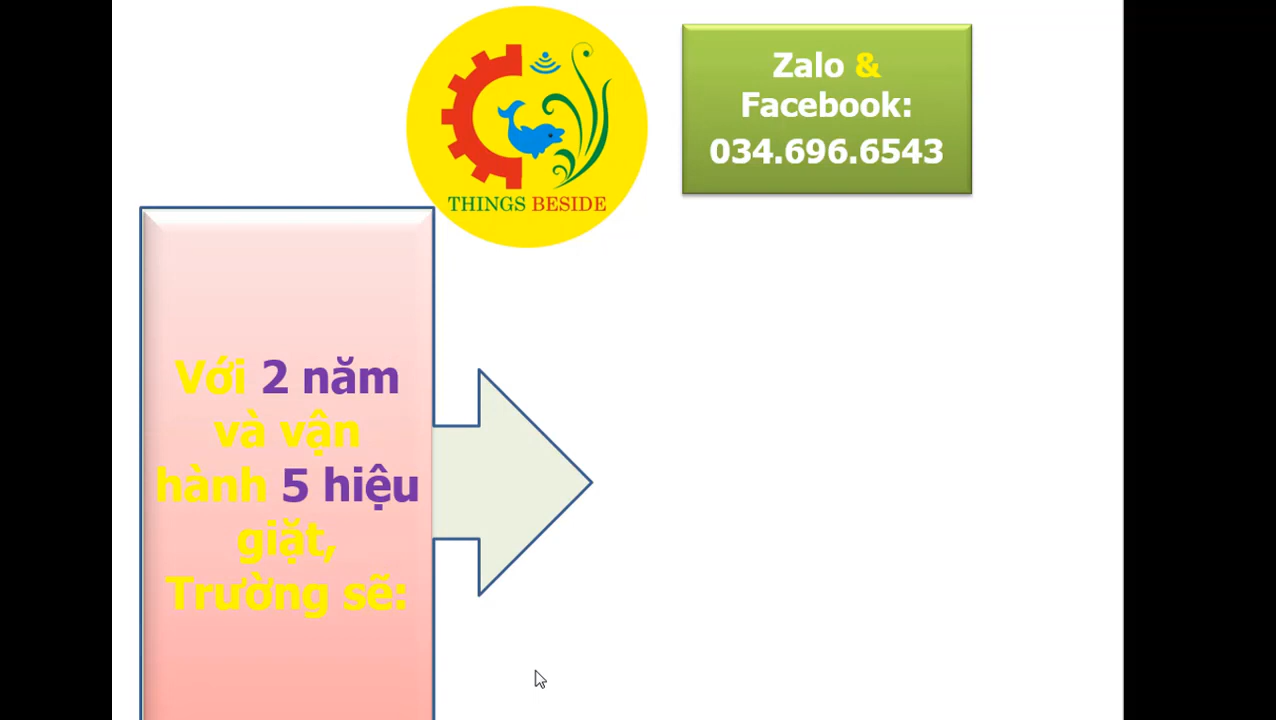 THINGS BESIDE
Zalo &
Facebook:
034.696.6543
Với 2 năm
và vận
hành 5 hiệu
giặt,
Trường sẽ: